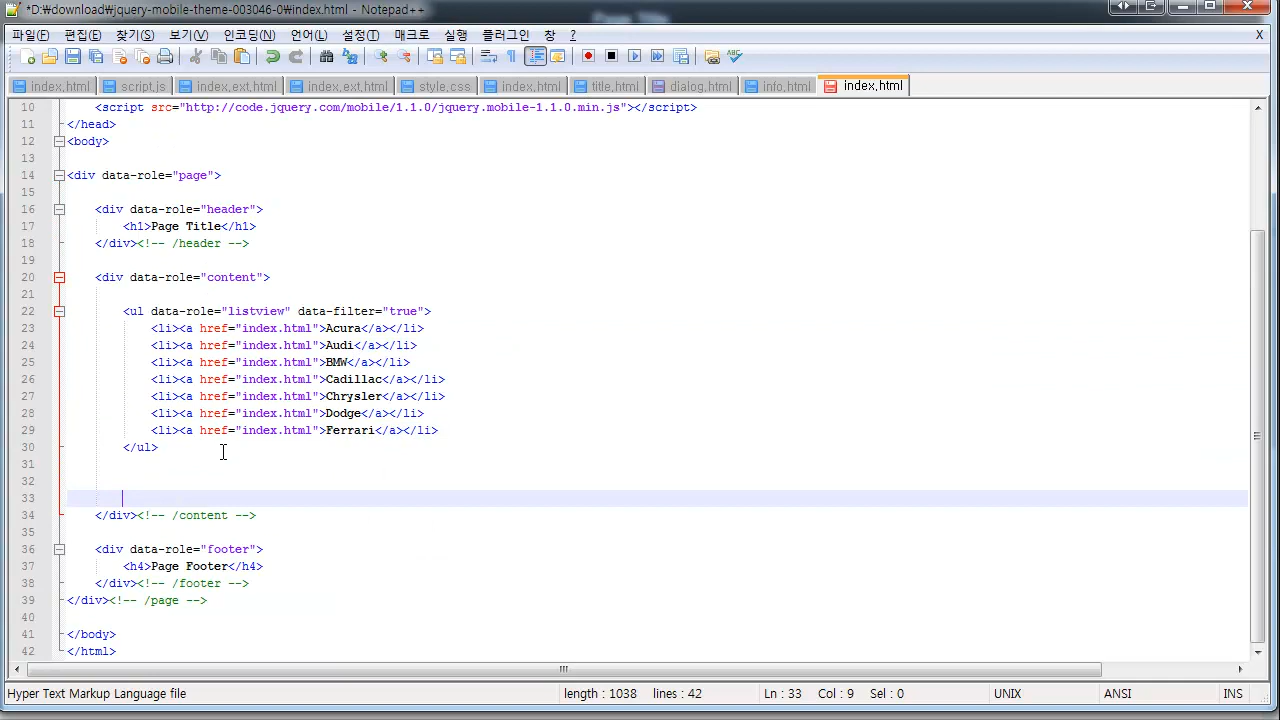 *D:₩download₩jquery-mobile-theme-003046-0₩index.html - Notepad++
파일(F) 편집(E) 찾기(S) 보기(V) 인코딩(N) 언어(L) 설정(T) 매크로 실행 플러그인 창 ? X
index.html script.js index.ext.html index.ext.html style.css index.html title.html dialog.html info.html index.html
10 <script src="http://code.jquery.com/mobile/1.1.0/jquery.mobile-1.1.0.min.js"></script>
11 </head>
12 <body>
13
14 <div data-role="page">
15
16 <div data-role="header">
17 <h1>Page Title</h1>
18 </div><!-- /header -->
19
20 <div data-role="content">
21
22 <ul data-role="listview" data-filter="true">
23 <li><a href="index.html">Acura</a></li>
24 <li><a href="index.html">Audi</a></li>
25 <li><a href="index.html">BMW</a></li>
26 <li><a href="index.html">Cadillac</a></li>
27 <li><a href="index.html">Chrysler</a></li>
28 <li><a href="index.html">Dodge</a></li>
29 <li><a href="index.html">Ferrari</a></li>
30 </ul>
31
32
33
34 </div><!-- /content -->
35
36 <div data-role="footer">
37 <h4>Page Footer</h4>
38 </div><!-- /footer -->
39 </div><!-- /page -->
40
41 </body>
42 </html>
Hyper Text Markup Language file length : 1038 lines : 42 Ln : 33 Col : 9 Sel : 0 UNIX ANSI INS